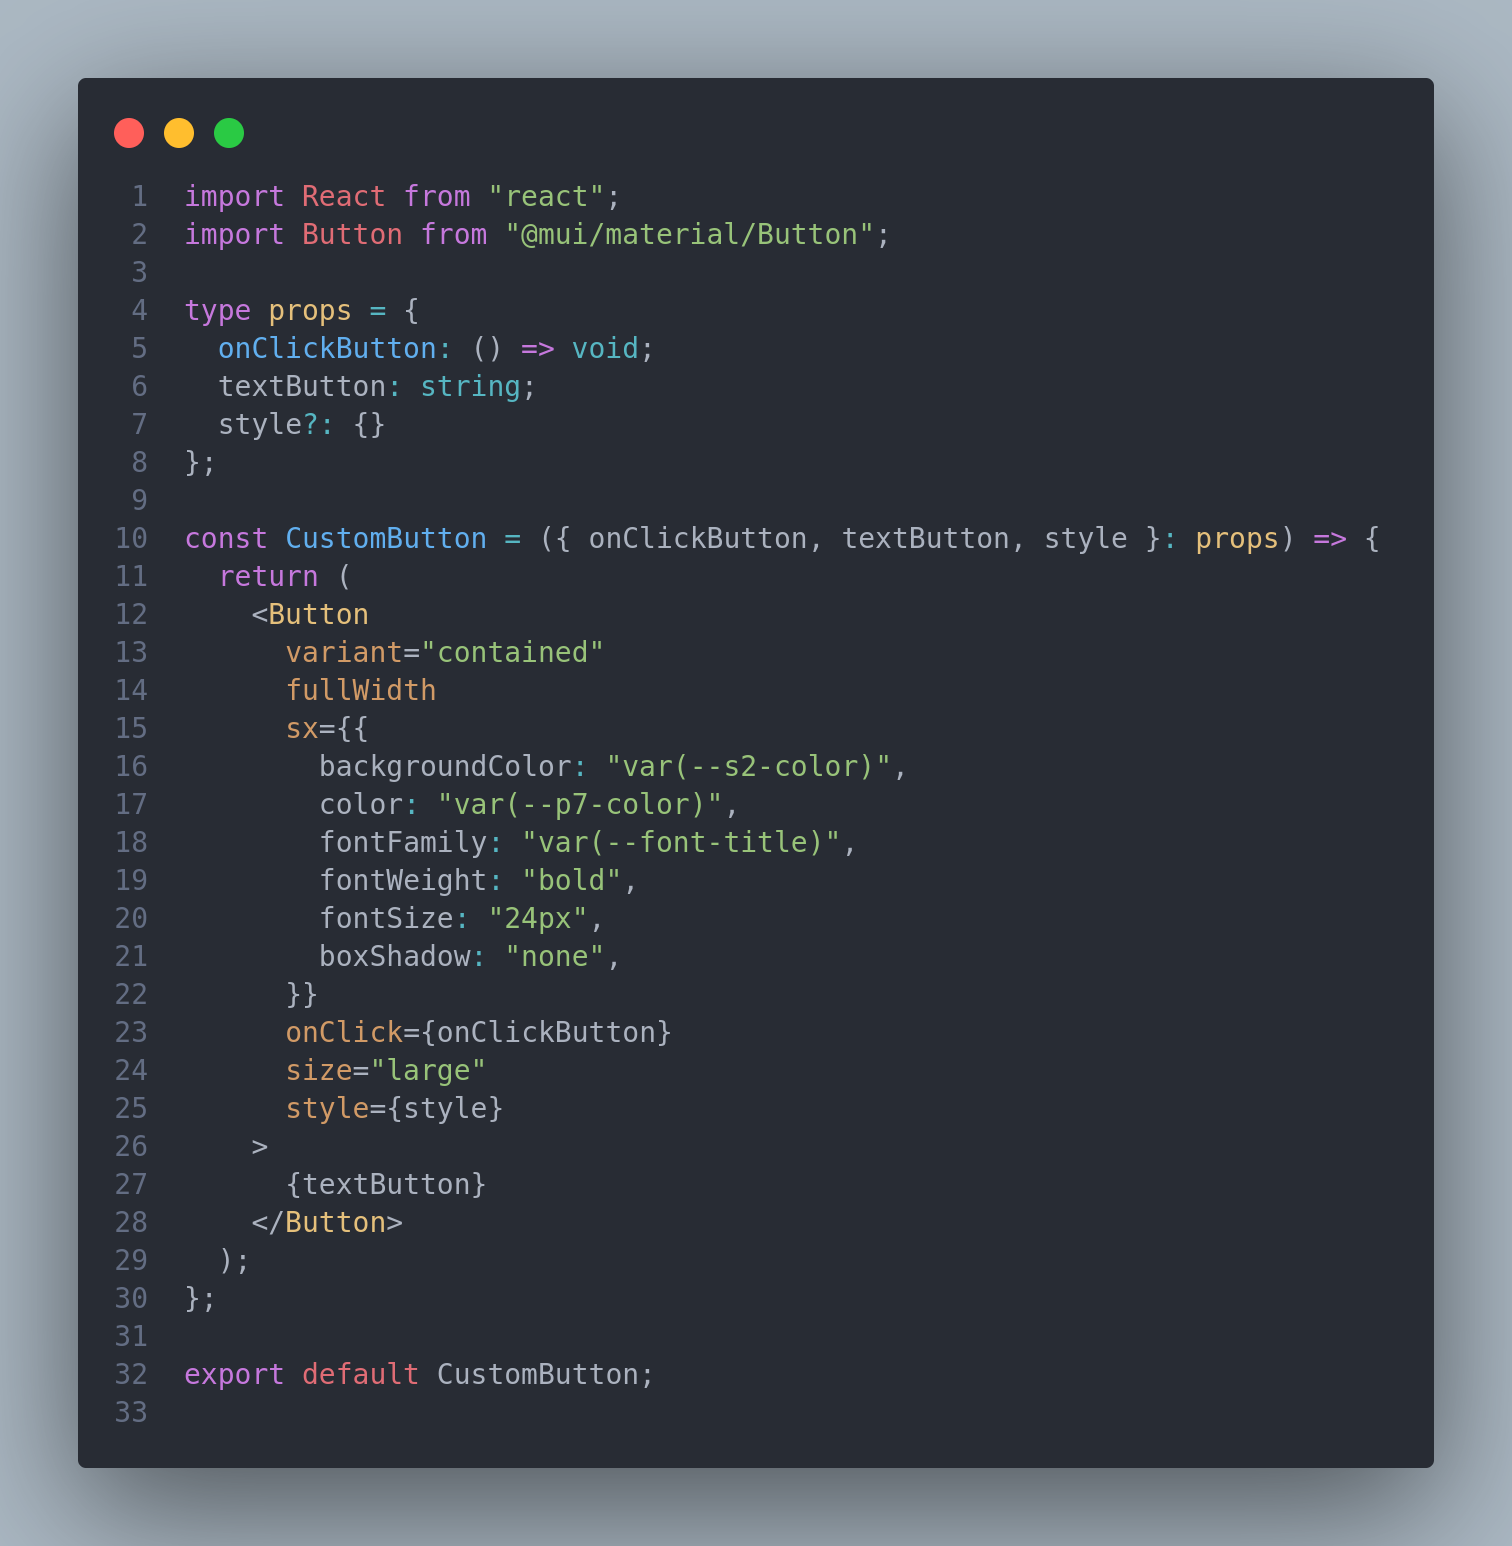 1 import React from "react";
2 import Button from "@mui/material/Button";
3
4 type props = {
5   onClickButton: () => void;
6   textButton: string;
7   style?: {}
8 };
9
10 const CustomButton = ({ onClickButton, textButton, style }: props) => {
11   return (
12     <Button
13       variant="contained"
14       fullWidth
15       sx={{
16         backgroundColor: "var(--s2-color)",
17         color: "var(--p7-color)",
18         fontFamily: "var(--font-title)",
19         fontWeight: "bold",
20         fontSize: "24px",
21         boxShadow: "none",
22       }}
23       onClick={onClickButton}
24       size="large"
25       style={style}
26     >
27       {textButton}
28     </Button>
29   );
30 };
31
32 export default CustomButton;
33